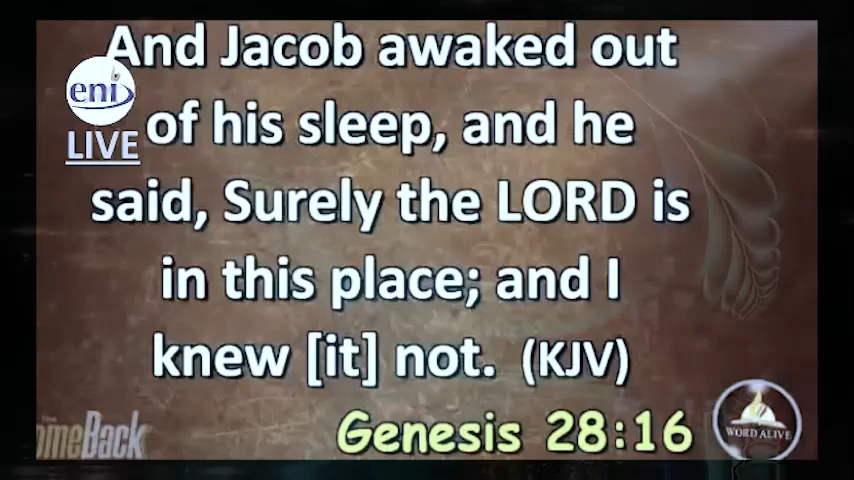 And Jacob awaked out
of his sleep, and he
said, Surely the LORD is
in this place; and I
knew [it] not. (KJV)
Genesis 28:16
eni
LIVE
omeBack
WORD ALIVE